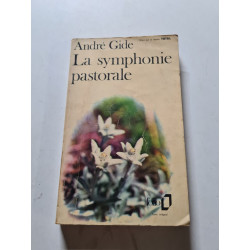 André Gide
La symphonie
pastorale